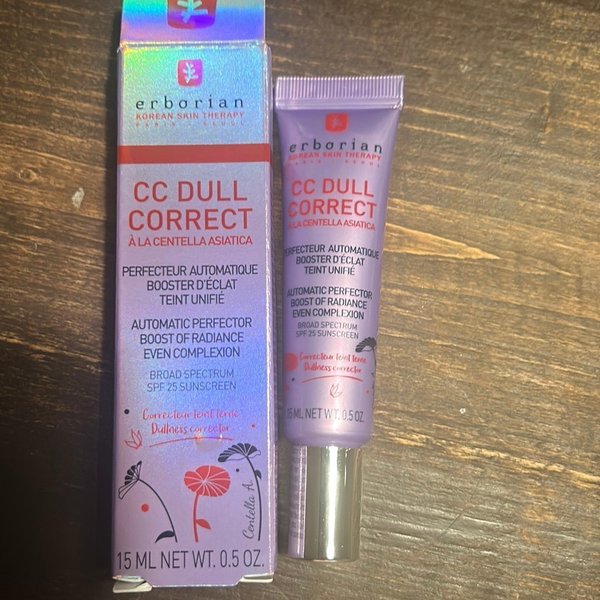 erborian
KOREAN SKIN THERAPY
PARIS - SEOUL
CC DULL
CORRECT
À LA CENTELLA ASIATICA
PERFECTEUR AUTOMATIQUE
BOOSTER D'ÉCLAT
TEINT UNIFIÉ
AUTOMATIC PERFECTOR
BOOST OF RADIANCE
EVEN COMPLEXION
BROAD SPECTRUM
SPF 25 SUNSCREEN
Correcteur teint terne
Dullness corrector
Centella A.
15 ML NET WT. 0.5 OZ.
erborian
KOREAN SKIN THERAPY
PARIS - SEOUL
CC DULL
CORRECT
À LA CENTELLA ASIATICA
PERFECTEUR AUTOMATIQUE
BOOSTER D'ÉCLAT
TEINT UNIFIÉ
AUTOMATIC PERFECTOR
BOOST OF RADIANCE
EVEN COMPLEXION
BROAD SPECTRUM
SPF 25 SUNSCREEN
Correcteur teint terne
Dullness corrector
15 ML NET WT. 0.5 OZ.